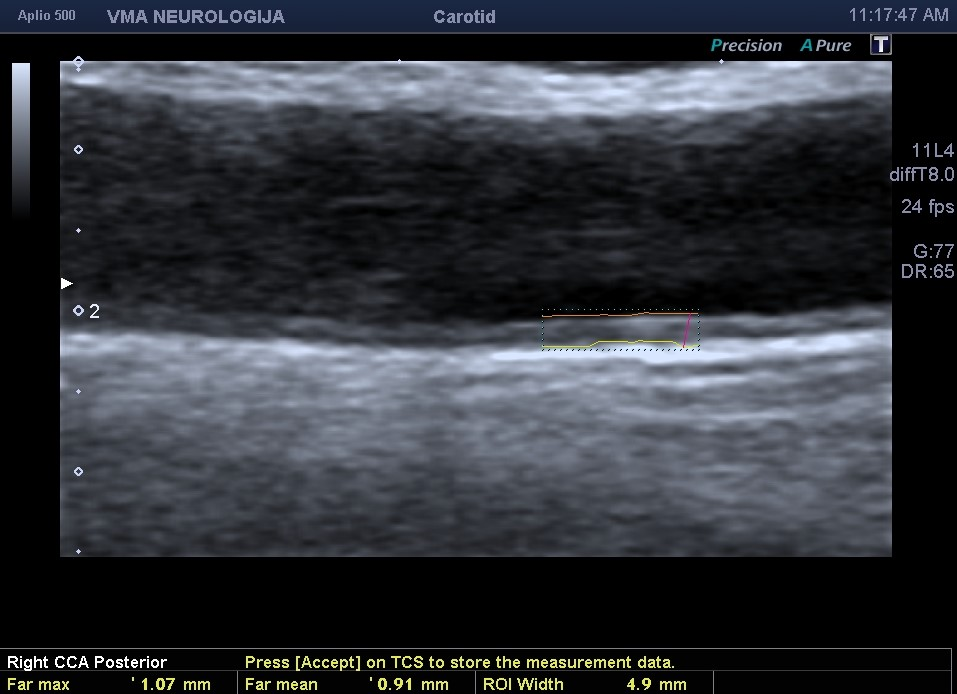 Aplio 500 VMA NEUROLOGIJA Carotid 11:17:47 AM
Precision A Pure T
11L4
diffT8.0
24 fps
G:77
DR:65
2
Right CCA Posterior Press [Accept] on TCS to store the measurement data.
Far max ' 1.07 mm Far mean ' 0.91 mm ROI Width 4.9 mm